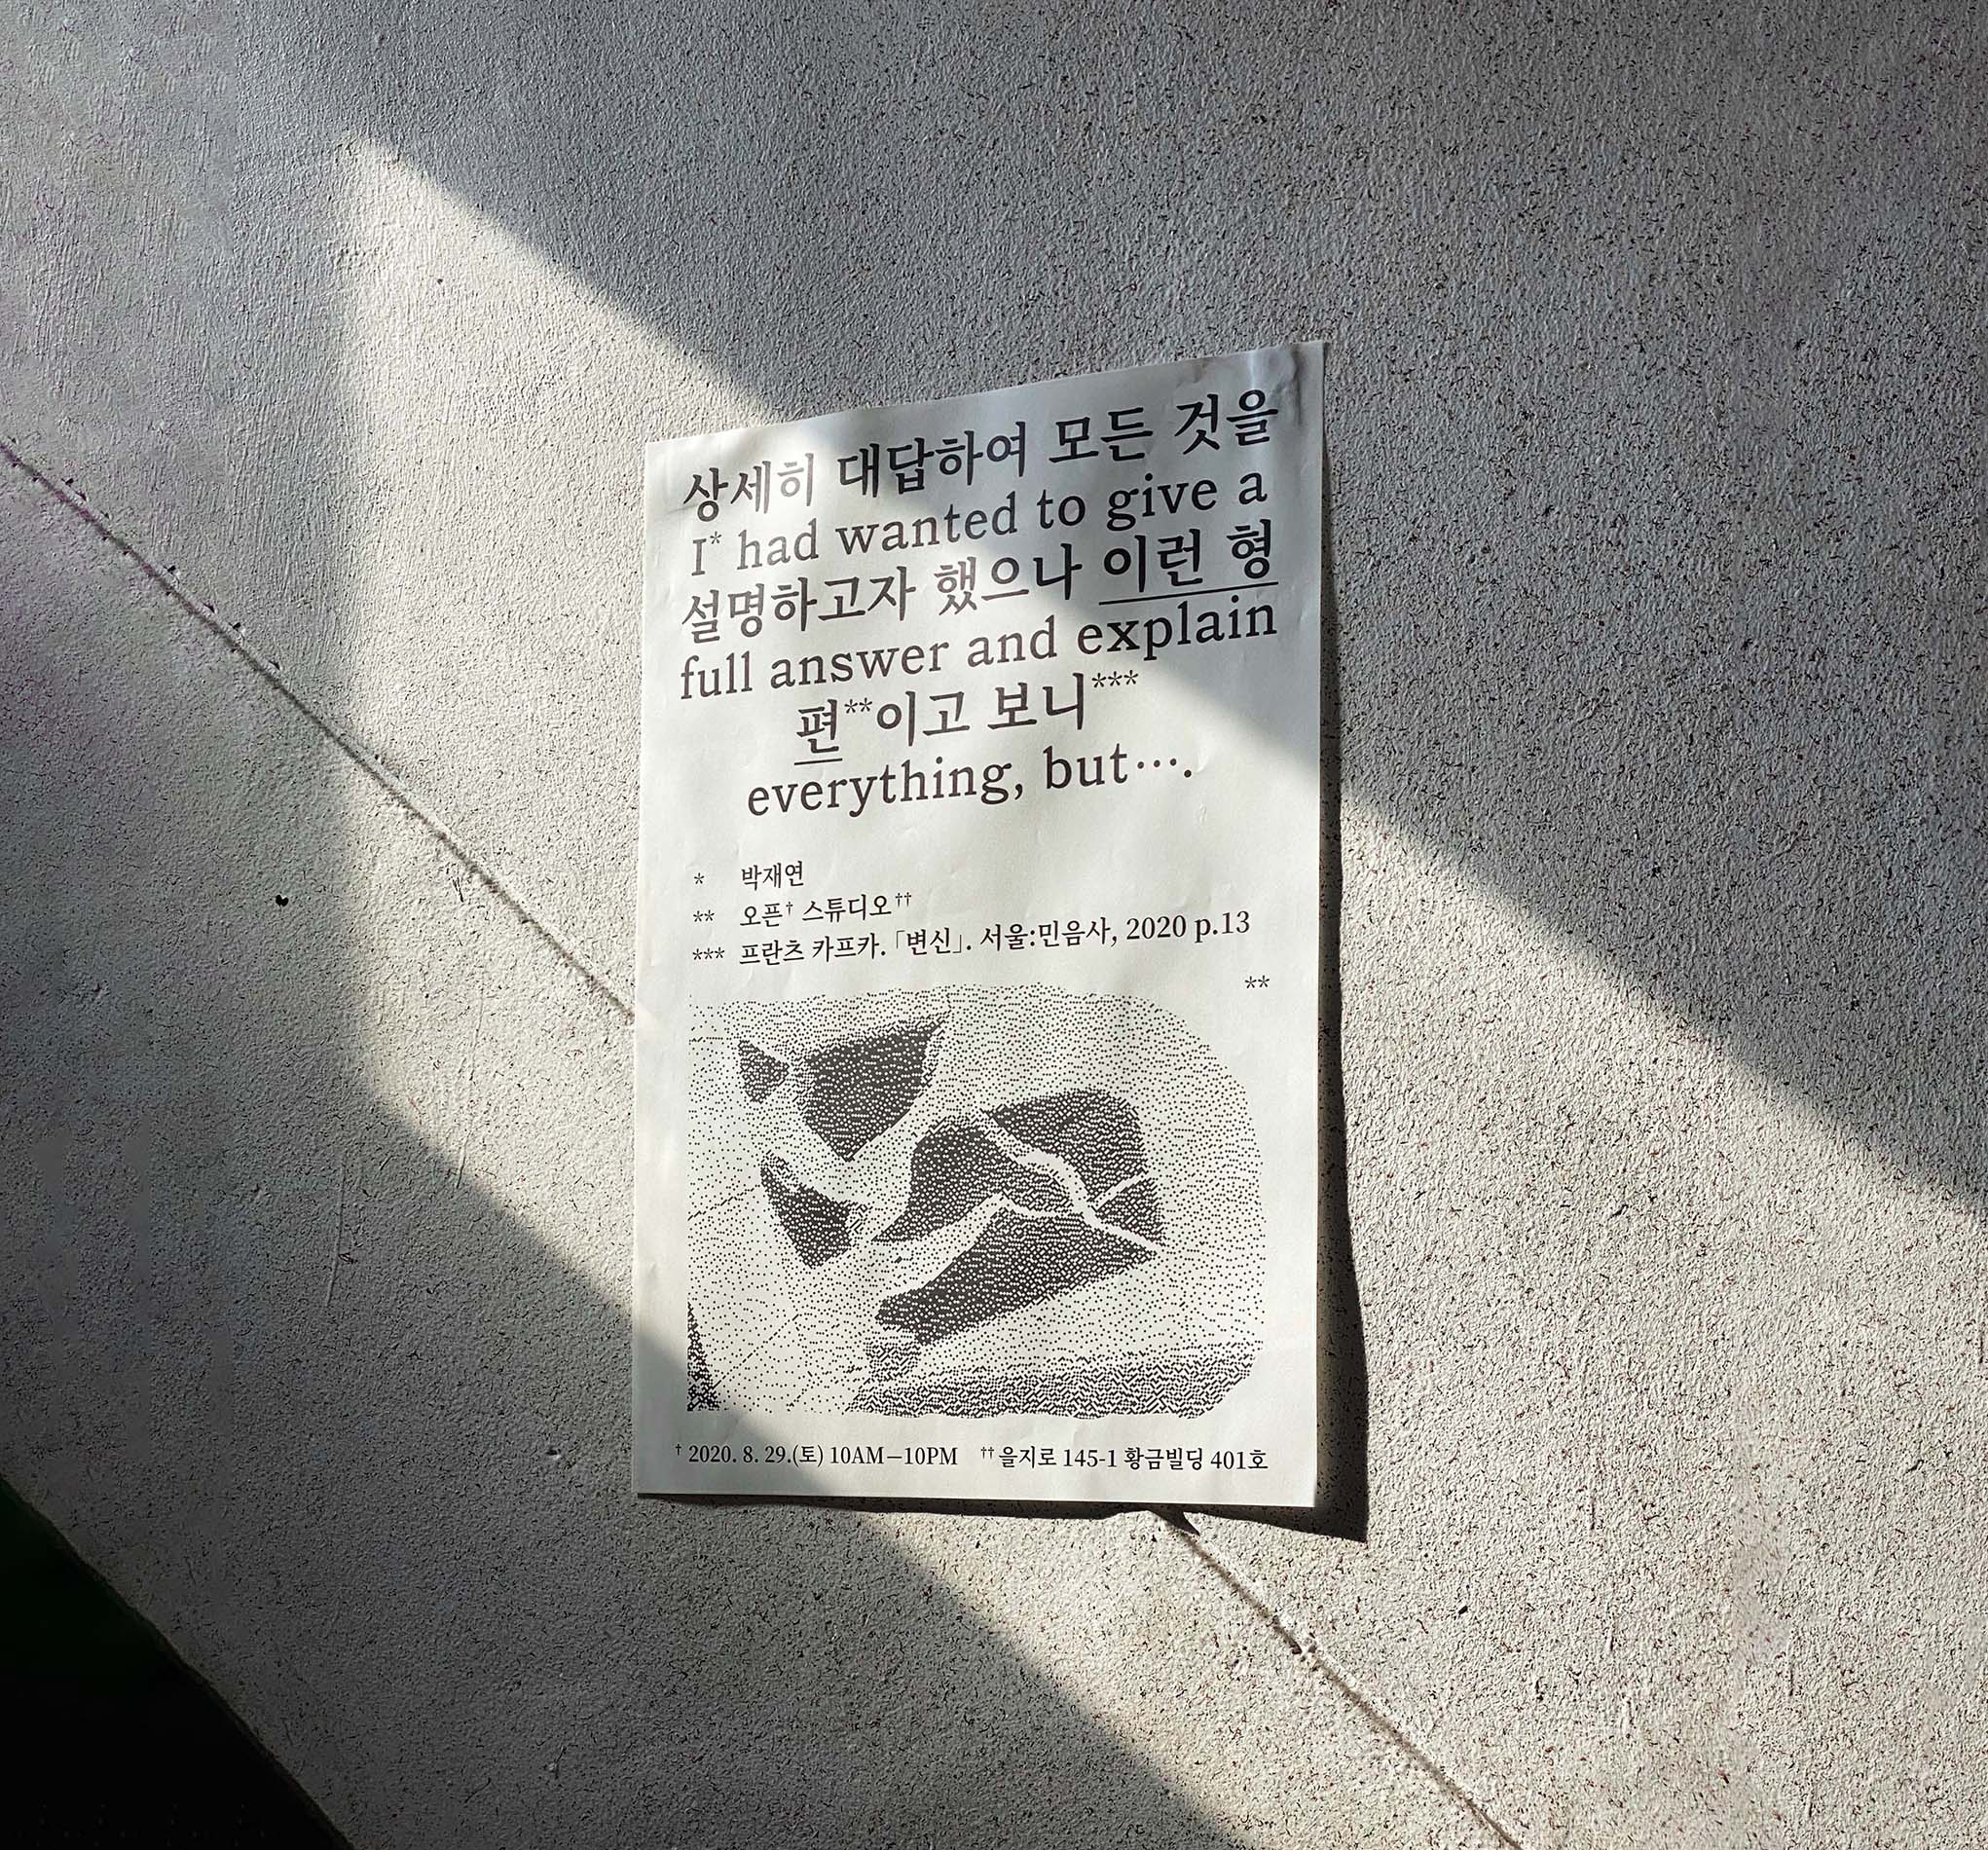 상세히 대답하여 모든 것을
I* had wanted to give a
설명하고자 했으나 이런 형
full answer and explain
편**이고 보니***
everything, but···.
* 박재연
** 오픈† 스튜디오††
*** 프란츠 카프카. 「변신」. 서울:민음사, 2020 p.13
**
† 2020. 8. 29.(토) 10AM—10PM †† 을지로 145-1 황금빌딩 401호